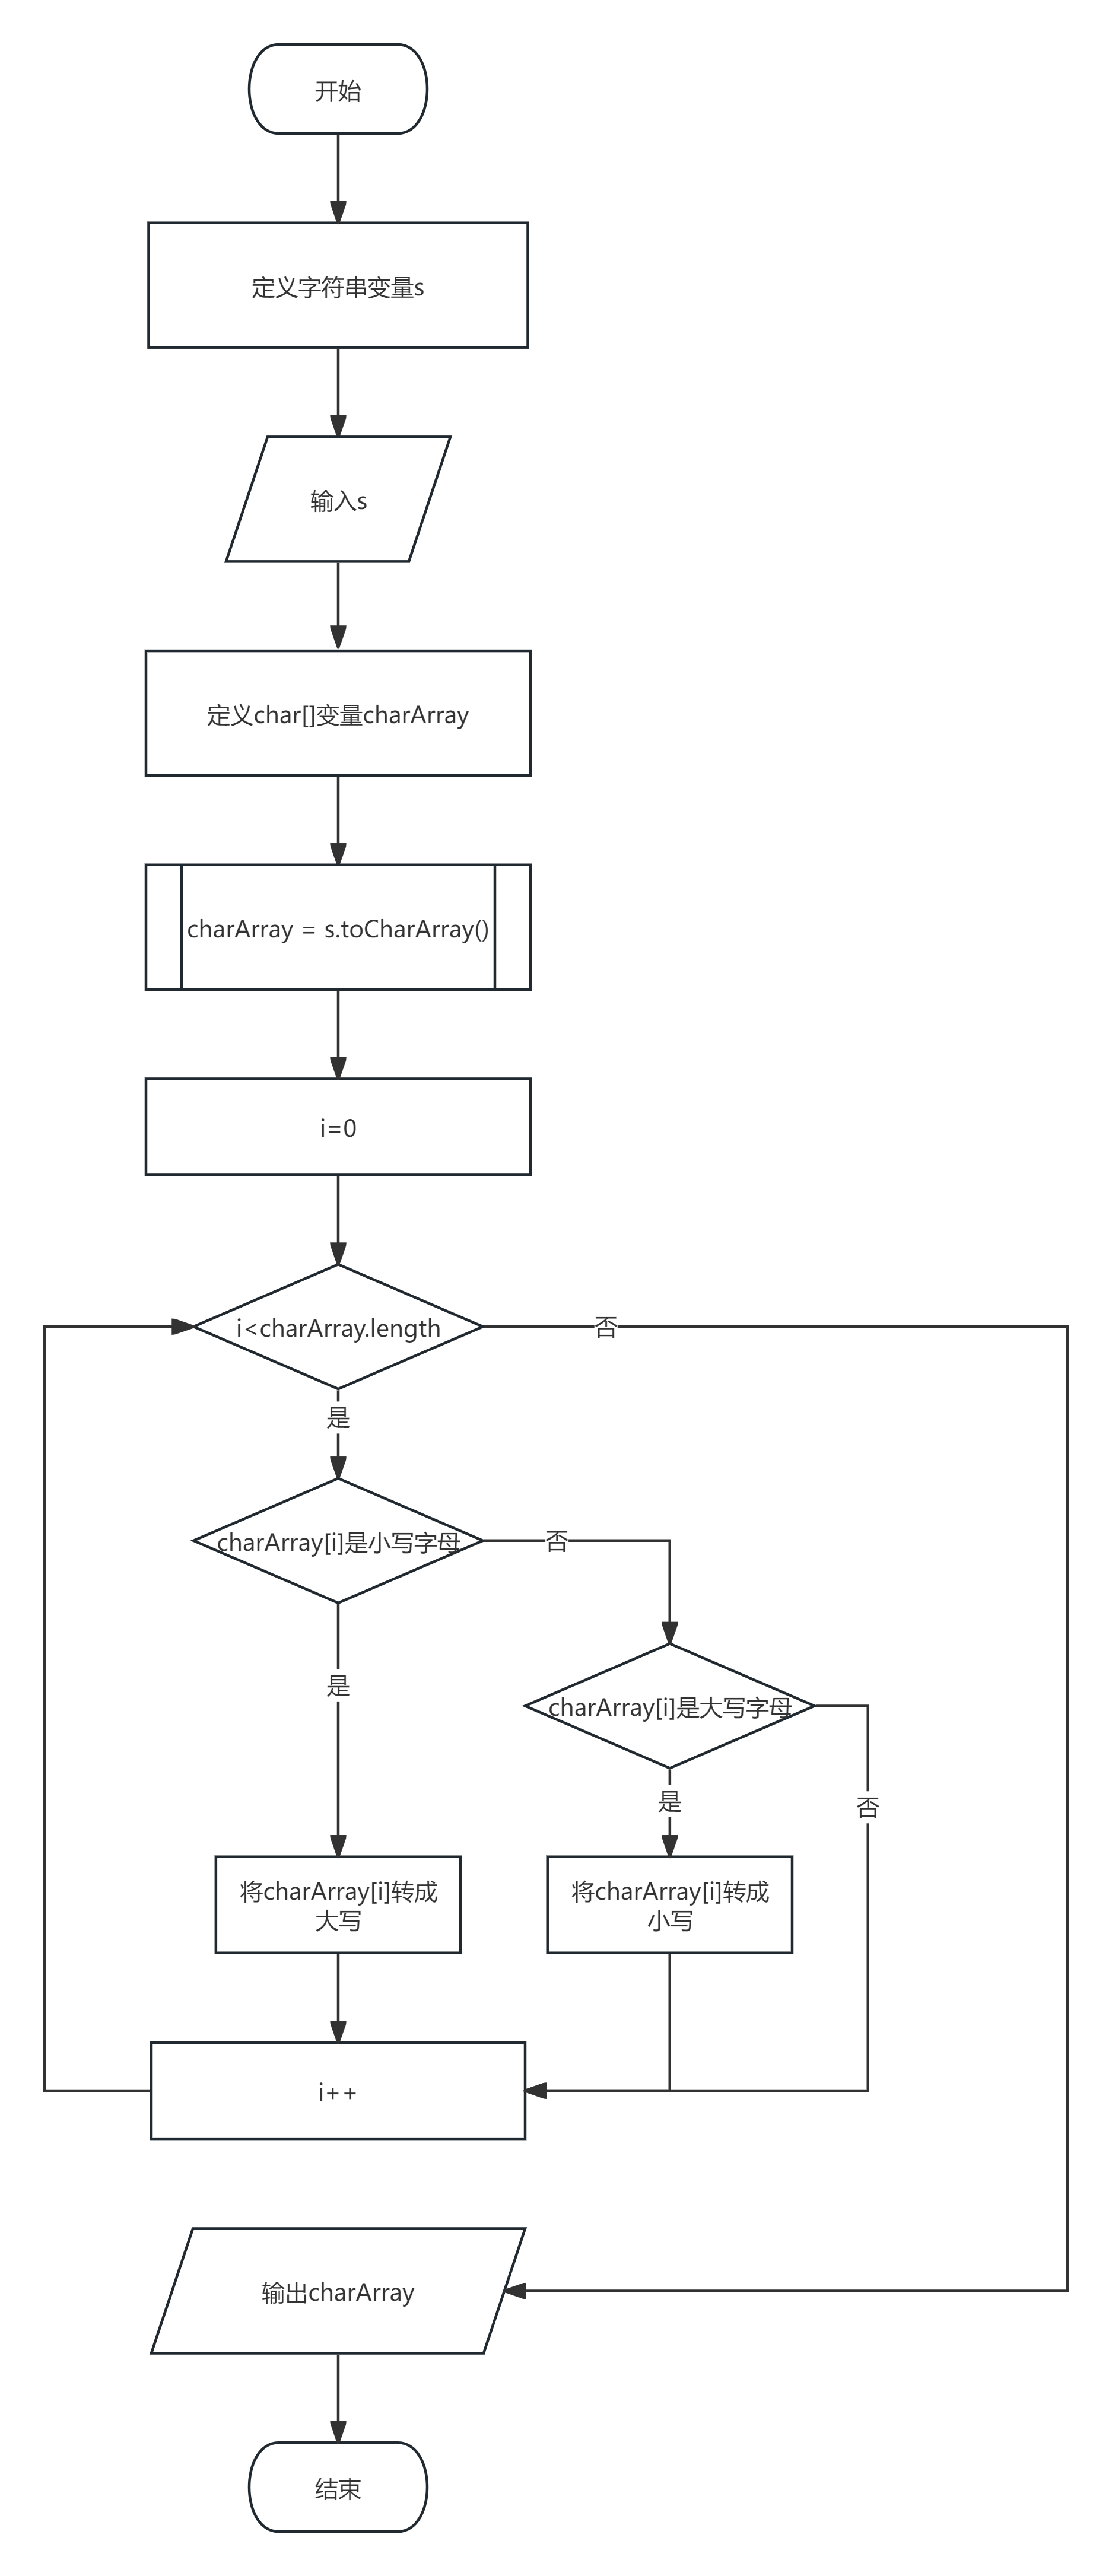 开始
定义字符串变量s
输入s
定义char[]变量charArray
charArray = s.toCharArray()
i=0
i<charArray.length
否
是
charArray[i]是小写字母
否
是
charArray[i]是大写字母
是
否
将charArray[i]转成
大写
将charArray[i]转成
小写
i++
输出charArray
结束